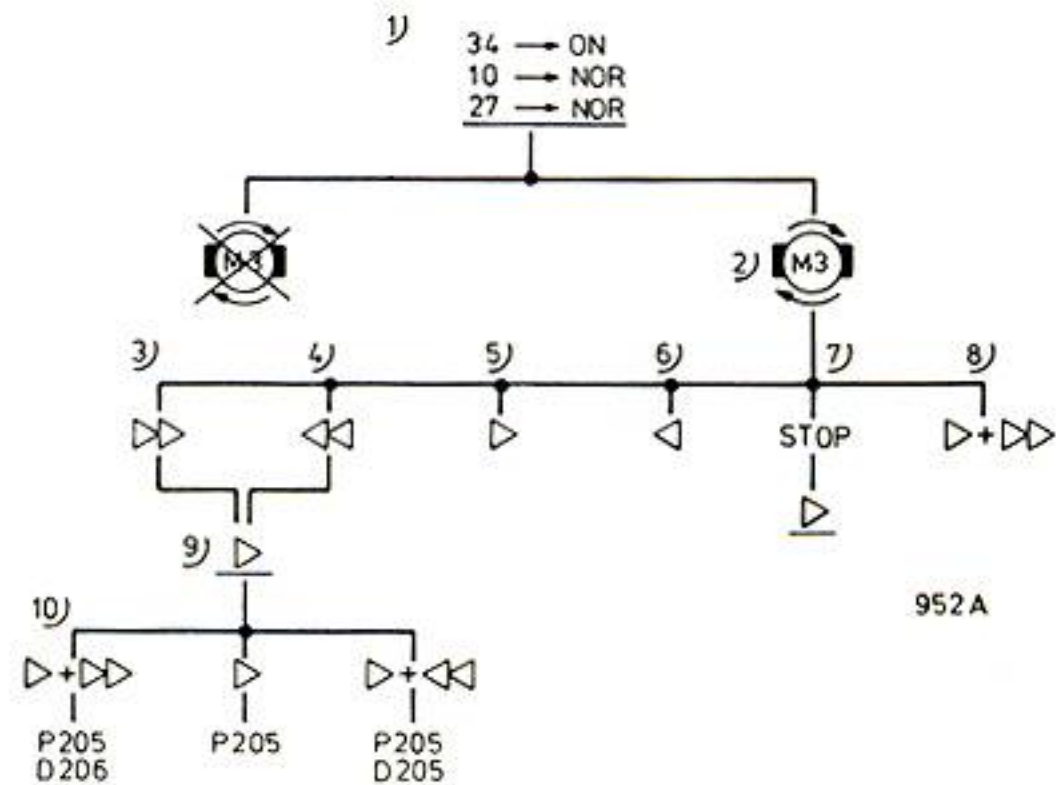 1)
34 → ON
10 → NOR
27 → NOR
M3
2) M3
3) 4) 5) 6) 7) 8)
STOP
+
9)
952A
10)
+ +
P205 P205 P205
D206 D205